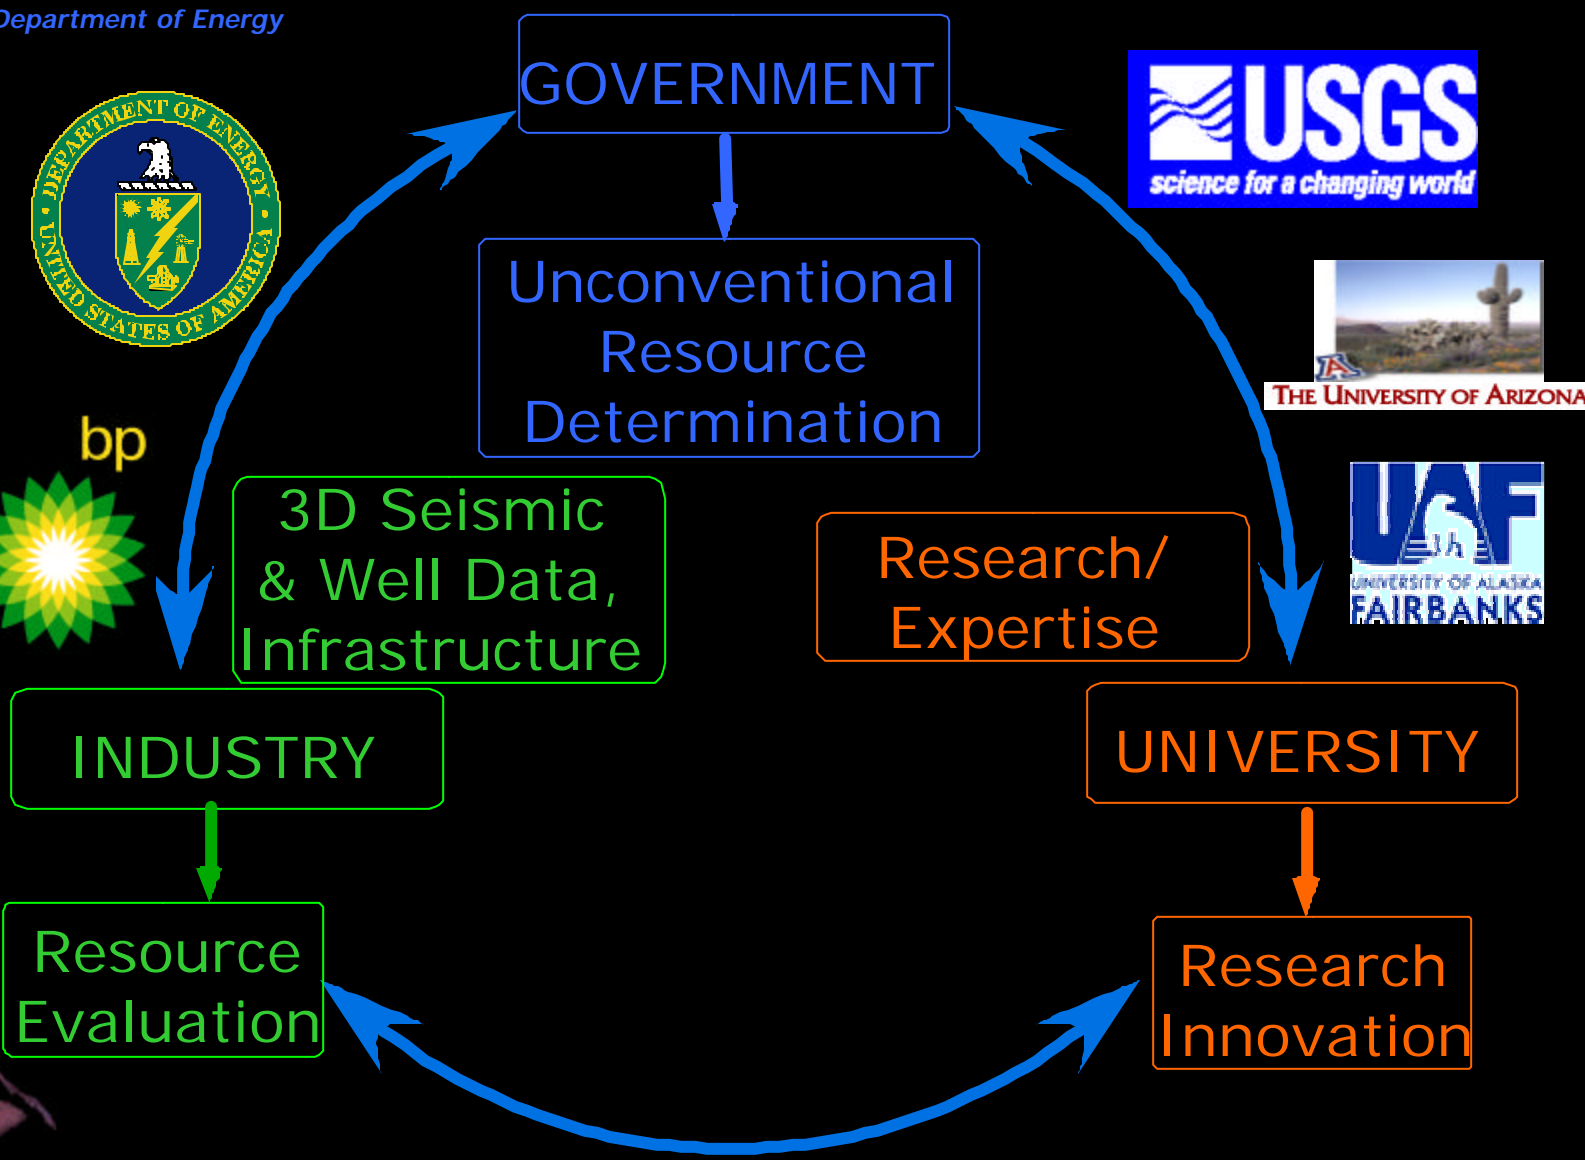 Department of Energy
GOVERNMENT
DEPARTMENT OF ENERGY
UNITED STATES OF AMERICA
USGS
science for a changing world
Unconventional
Resource
Determination
A
THE UNIVERSITY OF ARIZONA
bp
3D Seismic
& Well Data,
Infrastructure
Research/
Expertise
UAF
UNIVERSITY OF ALASKA
FAIRBANKS
INDUSTRY
UNIVERSITY
Resource
Evaluation
Research
Innovation